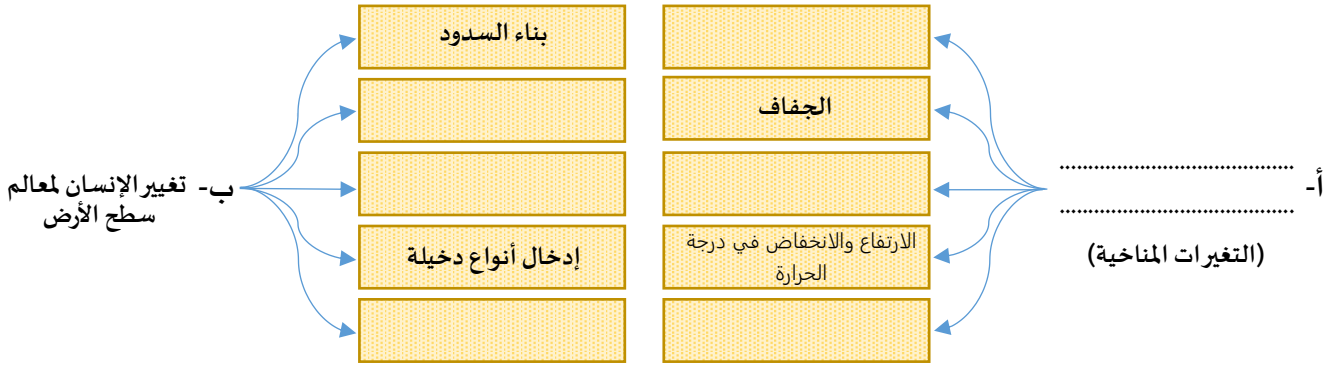 بناء السدود
الجفاف
أ- ........................................
........................................
(التغيرات المناخية)
ب- تغيير الإنسان لمعالم
سطح الأرض
الارتفاع والانخفاض في درجة
الحرارة
إدخال أنواع دخيلة